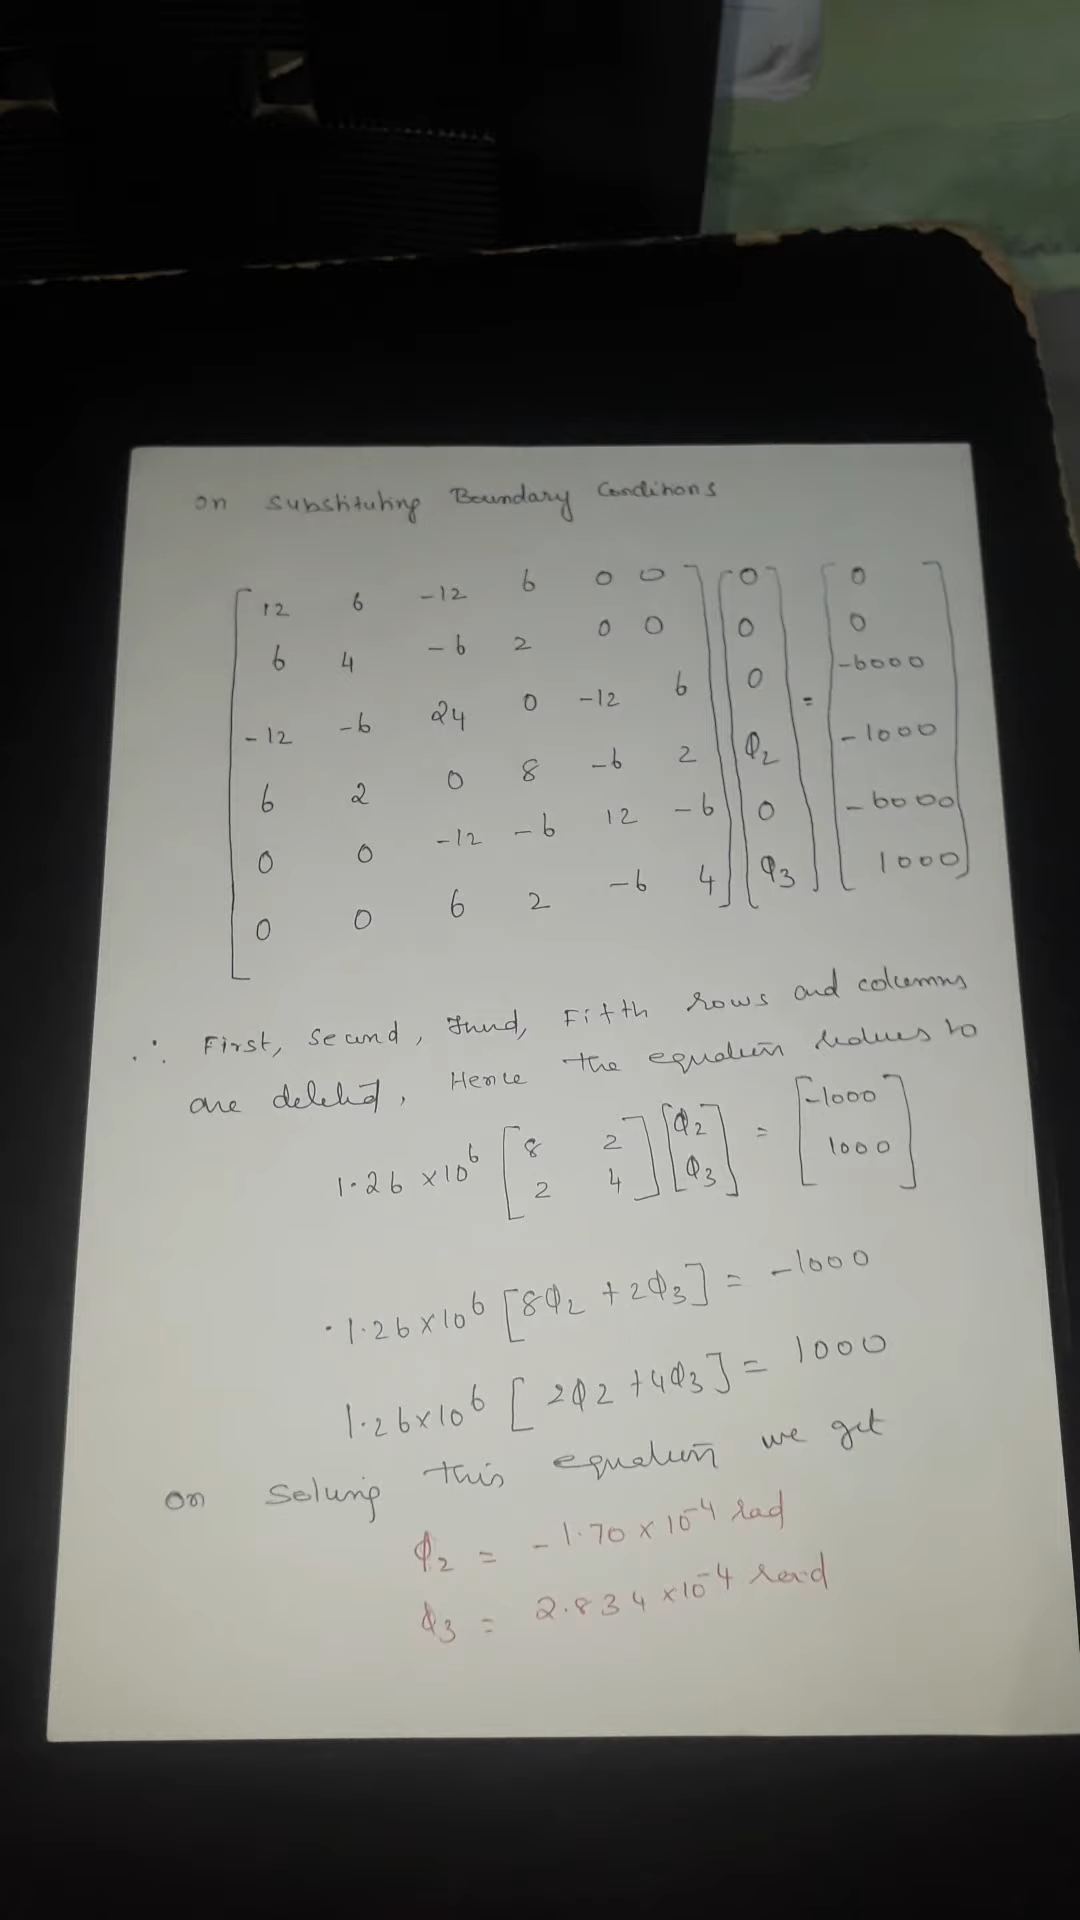 on substituting Boundary Conditions
12 6 -12 6 0 0 0 0
6 4 -6 2 0 0 0 0
-12 -6 24 0 -12 6 0 = -6000
6 2 0 8 -6 2 ϕ2 -1000
0 0 -12 -6 12 -6 0 -6000
0 0 6 2 -6 4 ϕ3 1000
∴ First, second, Third, Fifth rows and columns
are deleted, Hence the equation reduces to
1.26 × 10^6 [8 2] [ϕ2] = [-1000]
[2 4] [ϕ3] [1000]
1.26×10^6 [8ϕ2 + 2ϕ3] = -1000
1.26×10^6 [2ϕ2 + 4ϕ3] = 1000
on solving this equation we get
ϕ2 = -1.70 × 10^-4 rad
ϕ3 = 2.834 ×10^-4 rad